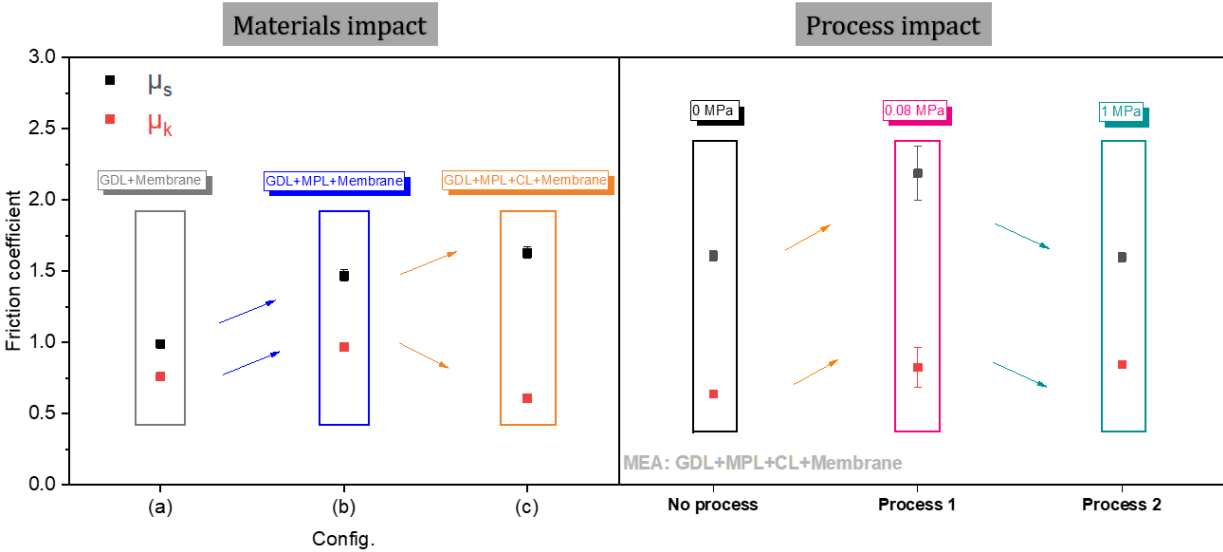 Materials impact
Process impact
3.0
2.5
2.0
1.5
1.0
0.5
0.0
Friction coefficient
μs
μk
GDL+Membrane
GDL+MPL+Membrane
GDL+MPL+CL+Membrane
0 MPa
0.08 MPa
1 MPa
MEA: GDL+MPL+CL+Membrane
(a)
(b)
(c)
Config.
No process
Process 1
Process 2